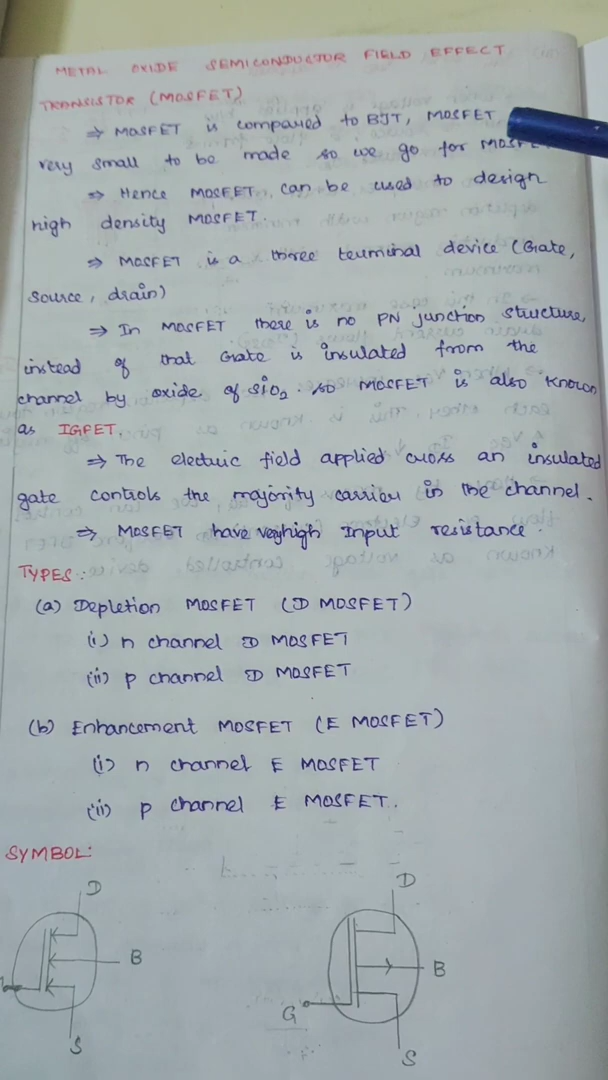 METAL OXIDE SEMICONDUCTOR FIELD EFFECT
TRANSISTOR (MOSFET)
⇒ MOSFET is compared to BJT, MOSFET
very small to be made so we go for
⇒ Hence MOSFET can be used to design
high density MOSFET.
⇒ MOSFET is a three terminal device (Gate,
Source, drain)
⇒ In MOSFET there is no PN junction structure,
instead of that Gate is insulated from the
channel by oxide of SiO2. so MOSFET is also known
as IGFET.
⇒ The electric field applied cross an insulated
gate controls the majority carrier in the channel.
⇒ MOSFET have very high Input resistance.
TYPES:
(a) Depletion MOSFET (D MOSFET)
(i) n channel D MOSFET
(ii) p channel D MOSFET
(b) Enhancement MOSFET (E MOSFET)
(i) n channel E MOSFET
(ii) p channel E MOSFET.
SYMBOL:
D
B
S
D
B
G
S